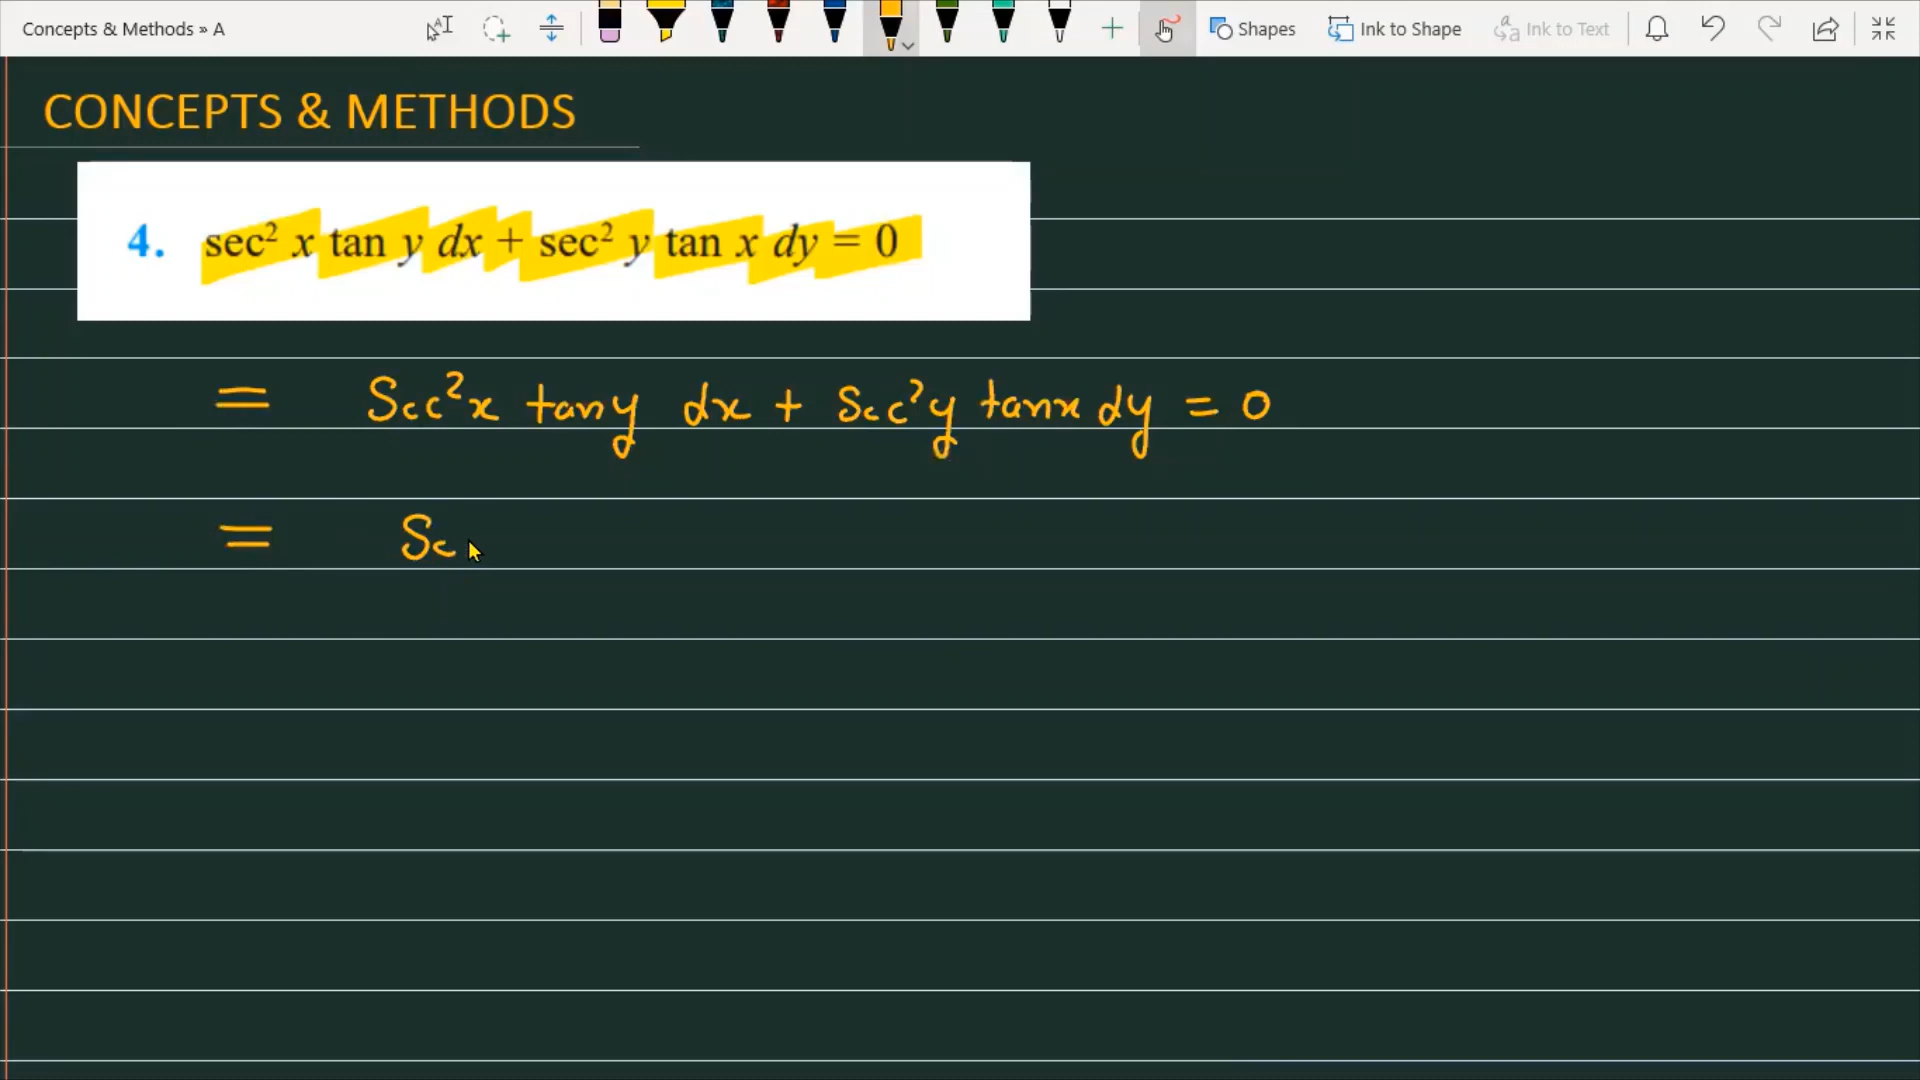 Concepts & Methods » A
Shapes
Ink to Shape
Ink to Text
CONCEPTS & METHODS
4. sec² x tan y dx + sec² y tan x dy = 0
= Sec²x tany dx + Sec²y tanx dy = 0
= Se